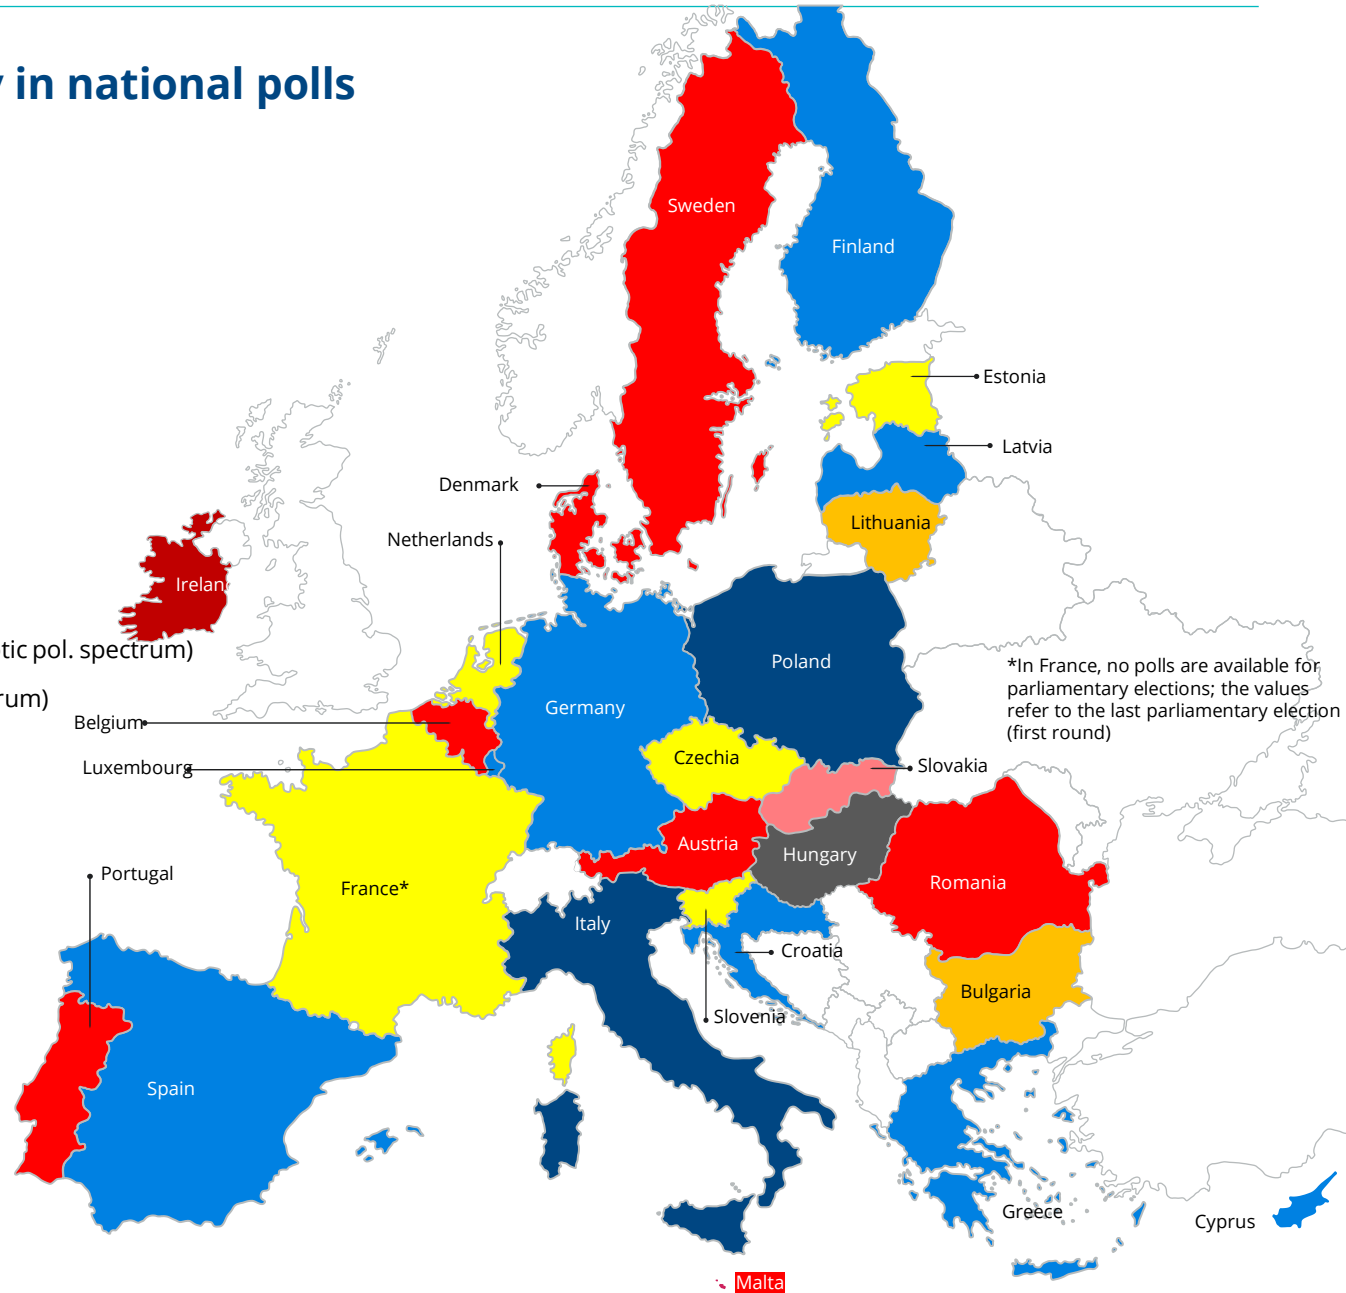 in national polls
Sweden
Finland
Estonia
Latvia
Denmark
Lithuania
Netherlands
Irelan
tic pol. spectrum)
rum)
Poland
*In France, no polls are available for
parliamentary elections; the values
refer to the last parliamentary election
(first round)
Germany
Belgium
Czechia
Luxembourg
Slovakia
Austria
Hungary
Portugal
France*
Romania
Italy
Croatia
Bulgaria
Slovenia
Spain
Greece
Cyprus
Malta